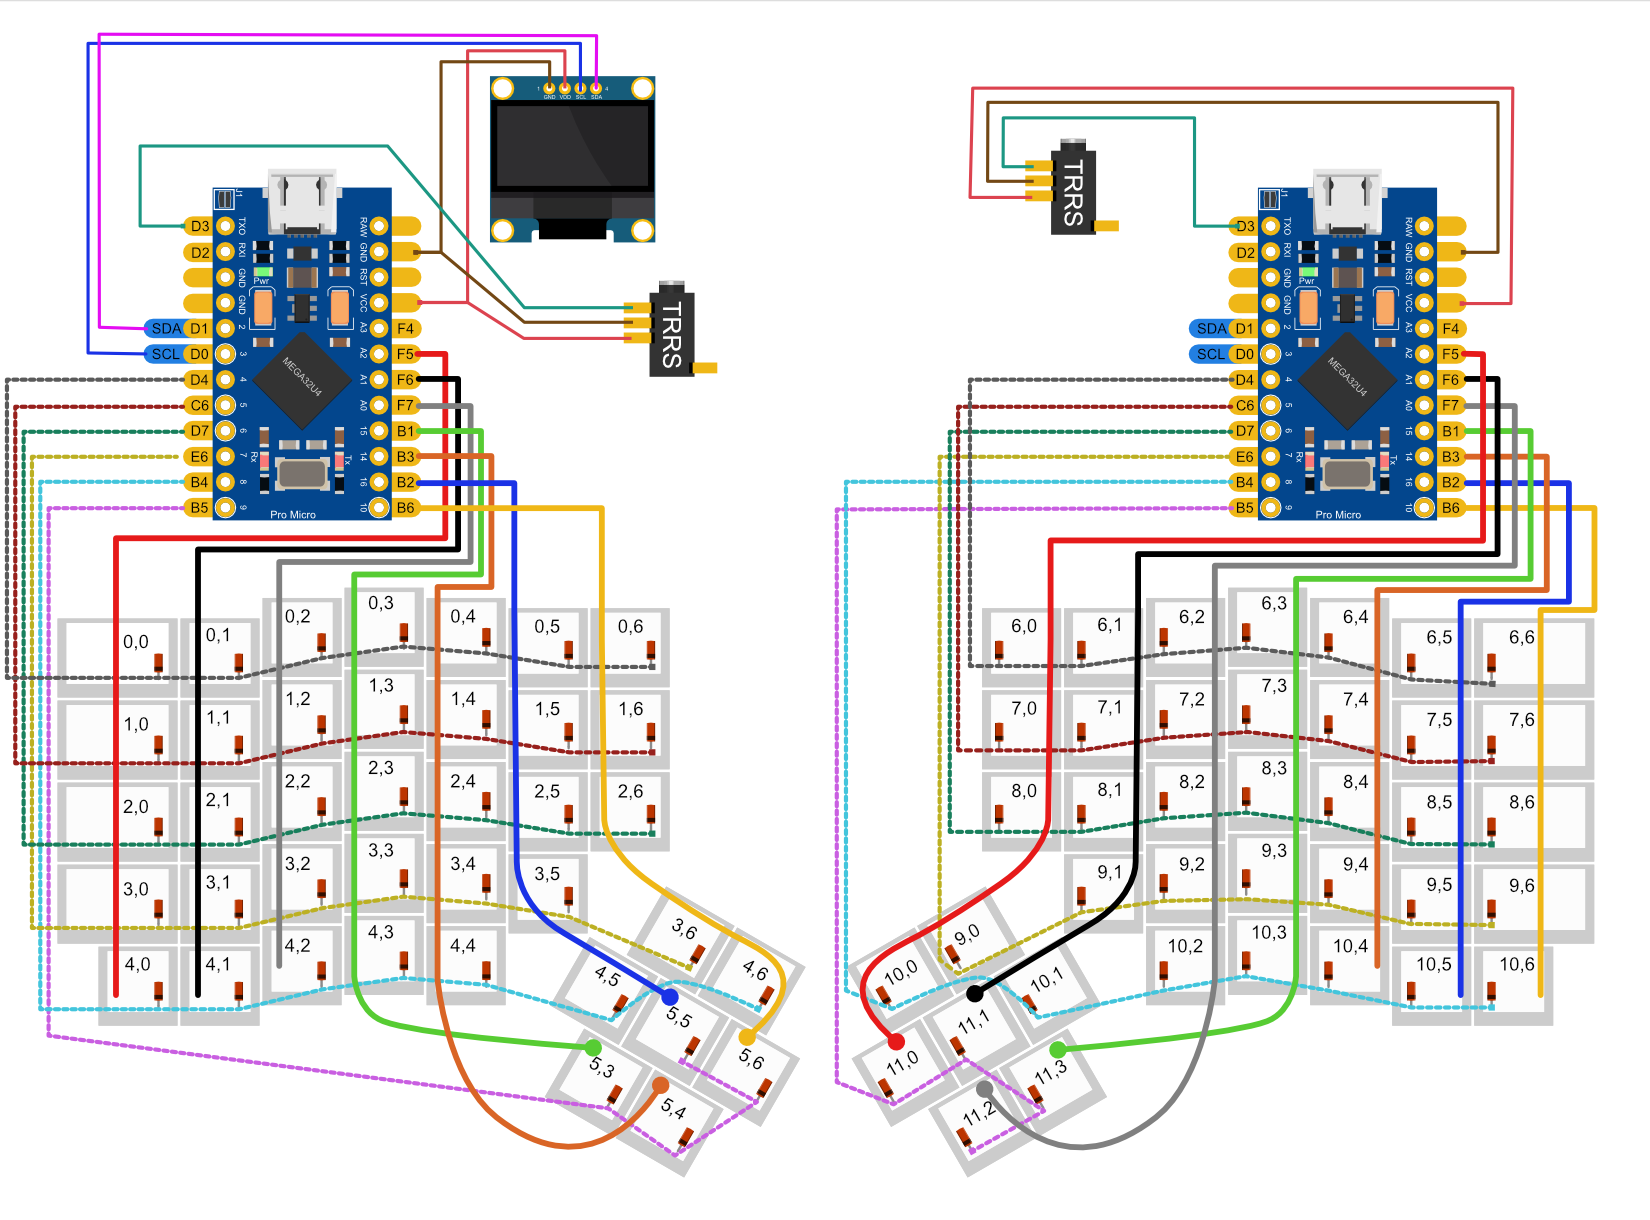 1 GND VDD SCL SDA 4
TRRS
J1
D3 TXO RAW
D2 RXI GND
GND RST
Pwr
GND VCC
SDA D1 2 A3 F4
SCL D0 3 A2 F5
D4 4 A1 F6
MEGA32U4
C6 5 A0 F7
D7 6 15 B1
E6 7 Rx Tx 14 B3
B4 8 16 B2
B5 9 10 B6
Pro Micro
TRRS
J1
D3 TXO RAW
D2 RXI GND
GND RST
Pwr
GND VCC
SDA D1 2 A3 F4
SCL D0 3 A2 F5
D4 4 A1 F6
MEGA32U4
C6 5 A0 F7
D7 6 15 B1
E6 7 Rx Tx 14 B3
B4 8 16 B2
B5 9 10 B6
Pro Micro
0,0 0,1 0,2 0,3 0,4 0,5 0,6
1,0 1,1 1,2 1,3 1,4 1,5 1,6
2,0 2,1 2,2 2,3 2,4 2,5 2,6
3,0 3,1 3,2 3,3 3,4 3,5 3,6
4,0 4,1 4,2 4,3 4,4 4,5 4,6
5,3 5,4 5,5 5,6
6,0 6,1 6,2 6,3 6,4 6,5 6,6
7,0 7,1 7,2 7,3 7,4 7,5 7,6
8,0 8,1 8,2 8,3 8,4 8,5 8,6
9,0 9,1 9,2 9,3 9,4 9,5 9,6
10,0 10,1 10,2 10,3 10,4 10,5 10,6
11,0 11,1 11,2 11,3